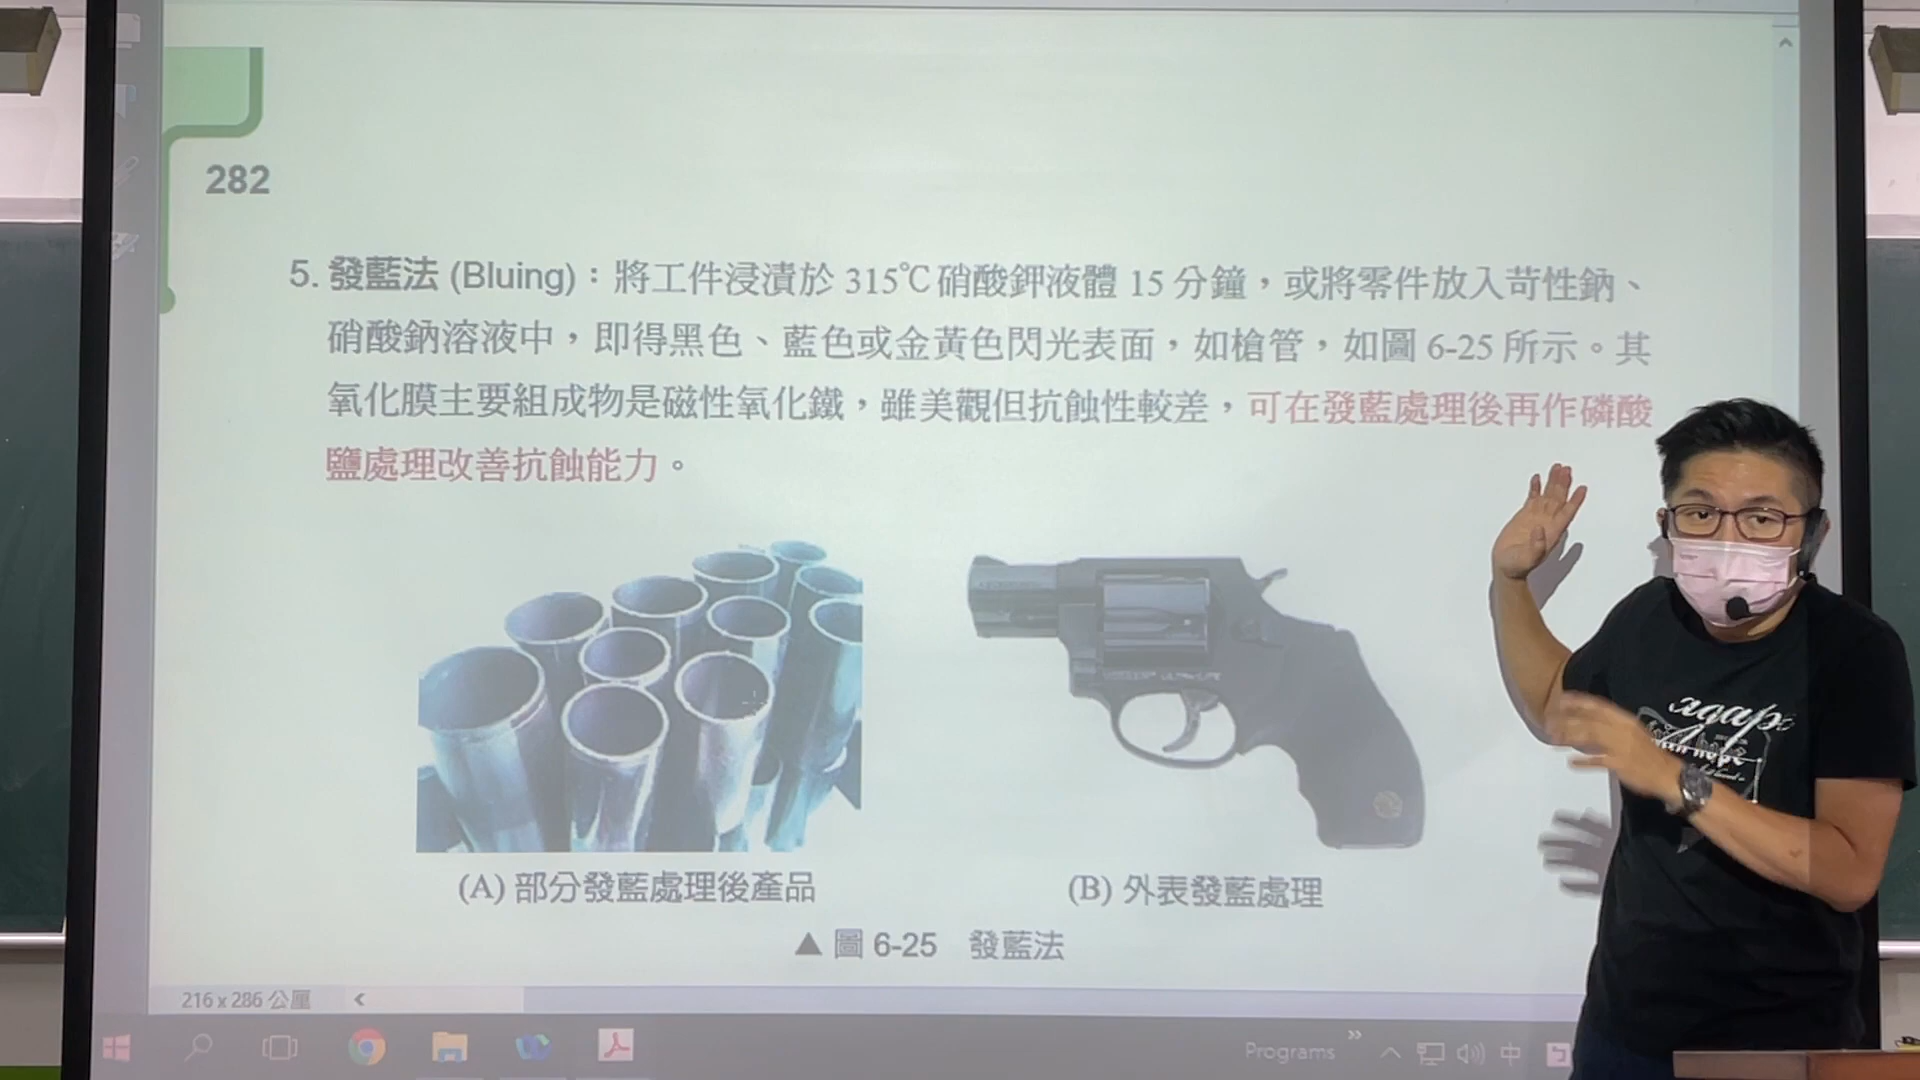 282
5. 發藍法 (Bluing)：將工件浸漬於 315℃ 硝酸鉀液體 15 分鐘，或將零件放入苛性鈉、
硝酸鈉溶液中，即得黑色、藍色或金黃色閃光表面，如槍管，如圖 6-25 所示。其
氧化膜主要組成物是磁性氧化鐵，雖美觀但抗蝕性較差，可在發藍處理後再作磷酸
鹽處理改善抗蝕能力。
(A) 部分發藍處理後產品
(B) 外表發藍處理
▲ 圖 6-25 發藍法
216 x 286 公厘
Programs
中